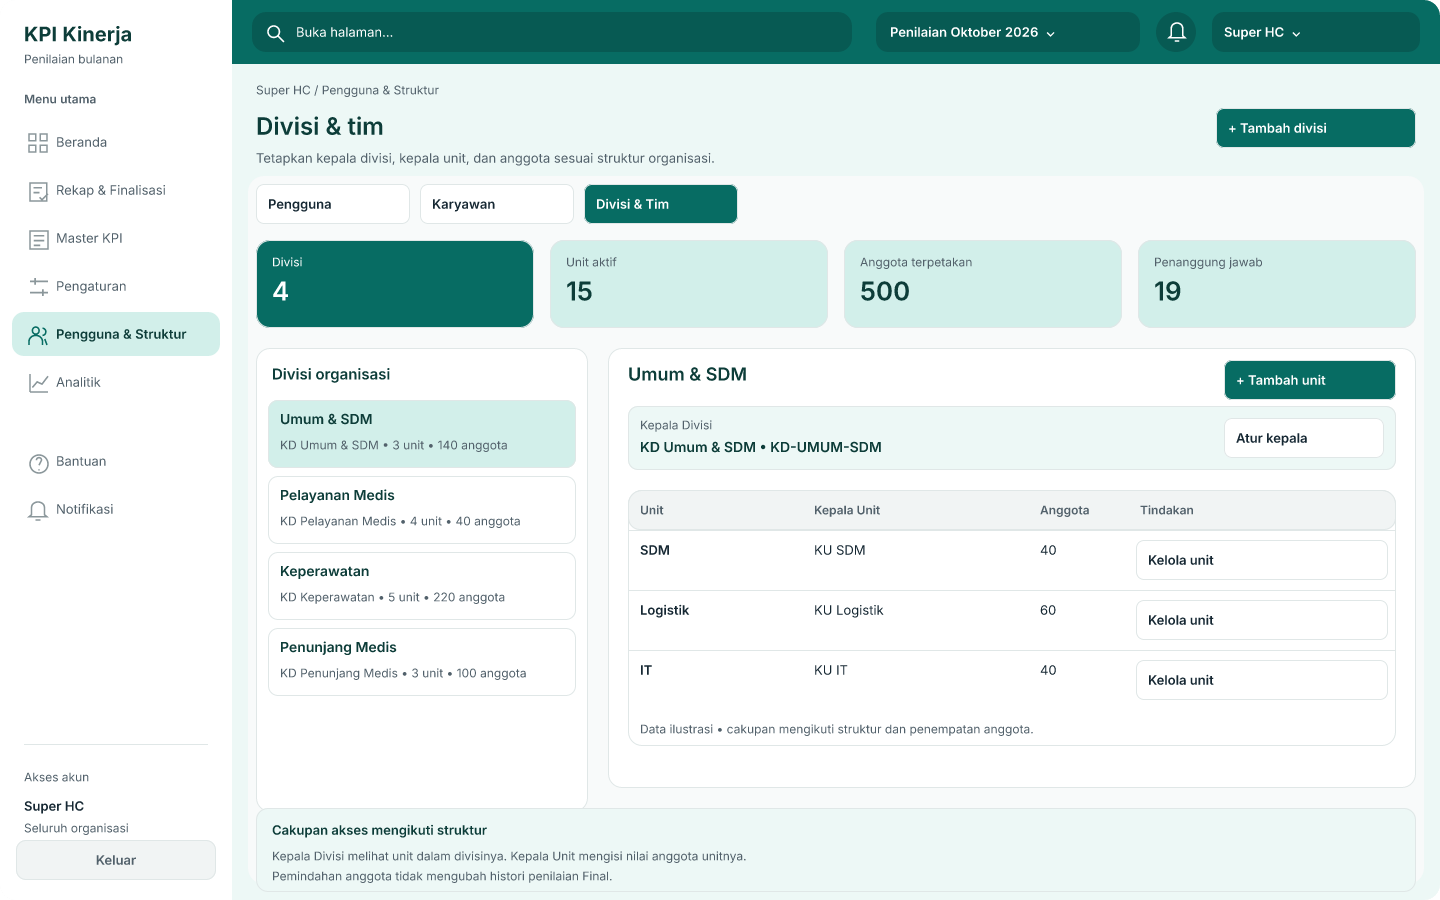 KPI Kinerja
Penilaian bulanan
Menu utama
Beranda
Rekap & Finalisasi
Master KPI
Pengaturan
Pengguna & Struktur
Analitik
Bantuan
Notifikasi
Akses akun
Super HC
Seluruh organisasi
Keluar
Buka halaman...
Penilaian Oktober 2026
Super HC
Super HC / Pengguna & Struktur
Divisi & tim
Tetapkan kepala divisi, kepala unit, dan anggota sesuai struktur organisasi.
+ Tambah divisi
Pengguna
Karyawan
Divisi & Tim
Divisi
4
Unit aktif
15
Anggota terpetakan
500
Penanggung jawab
19
Divisi organisasi
Umum & SDM
KD Umum & SDM • 3 unit • 140 anggota
Pelayanan Medis
KD Pelayanan Medis • 4 unit • 40 anggota
Keperawatan
KD Keperawatan • 5 unit • 220 anggota
Penunjang Medis
KD Penunjang Medis • 3 unit • 100 anggota
Umum & SDM
+ Tambah unit
Kepala Divisi
KD Umum & SDM • KD-UMUM-SDM
Atur kepala
Unit Kepala Unit Anggota Tindakan
SDM KU SDM 40 Kelola unit
Logistik KU Logistik 60 Kelola unit
IT KU IT 40 Kelola unit
Data ilustrasi • cakupan mengikuti struktur dan penempatan anggota.
Cakupan akses mengikuti struktur
Kepala Divisi melihat unit dalam divisinya. Kepala Unit mengisi nilai anggota unitnya.
Pemindahan anggota tidak mengubah histori penilaian Final.